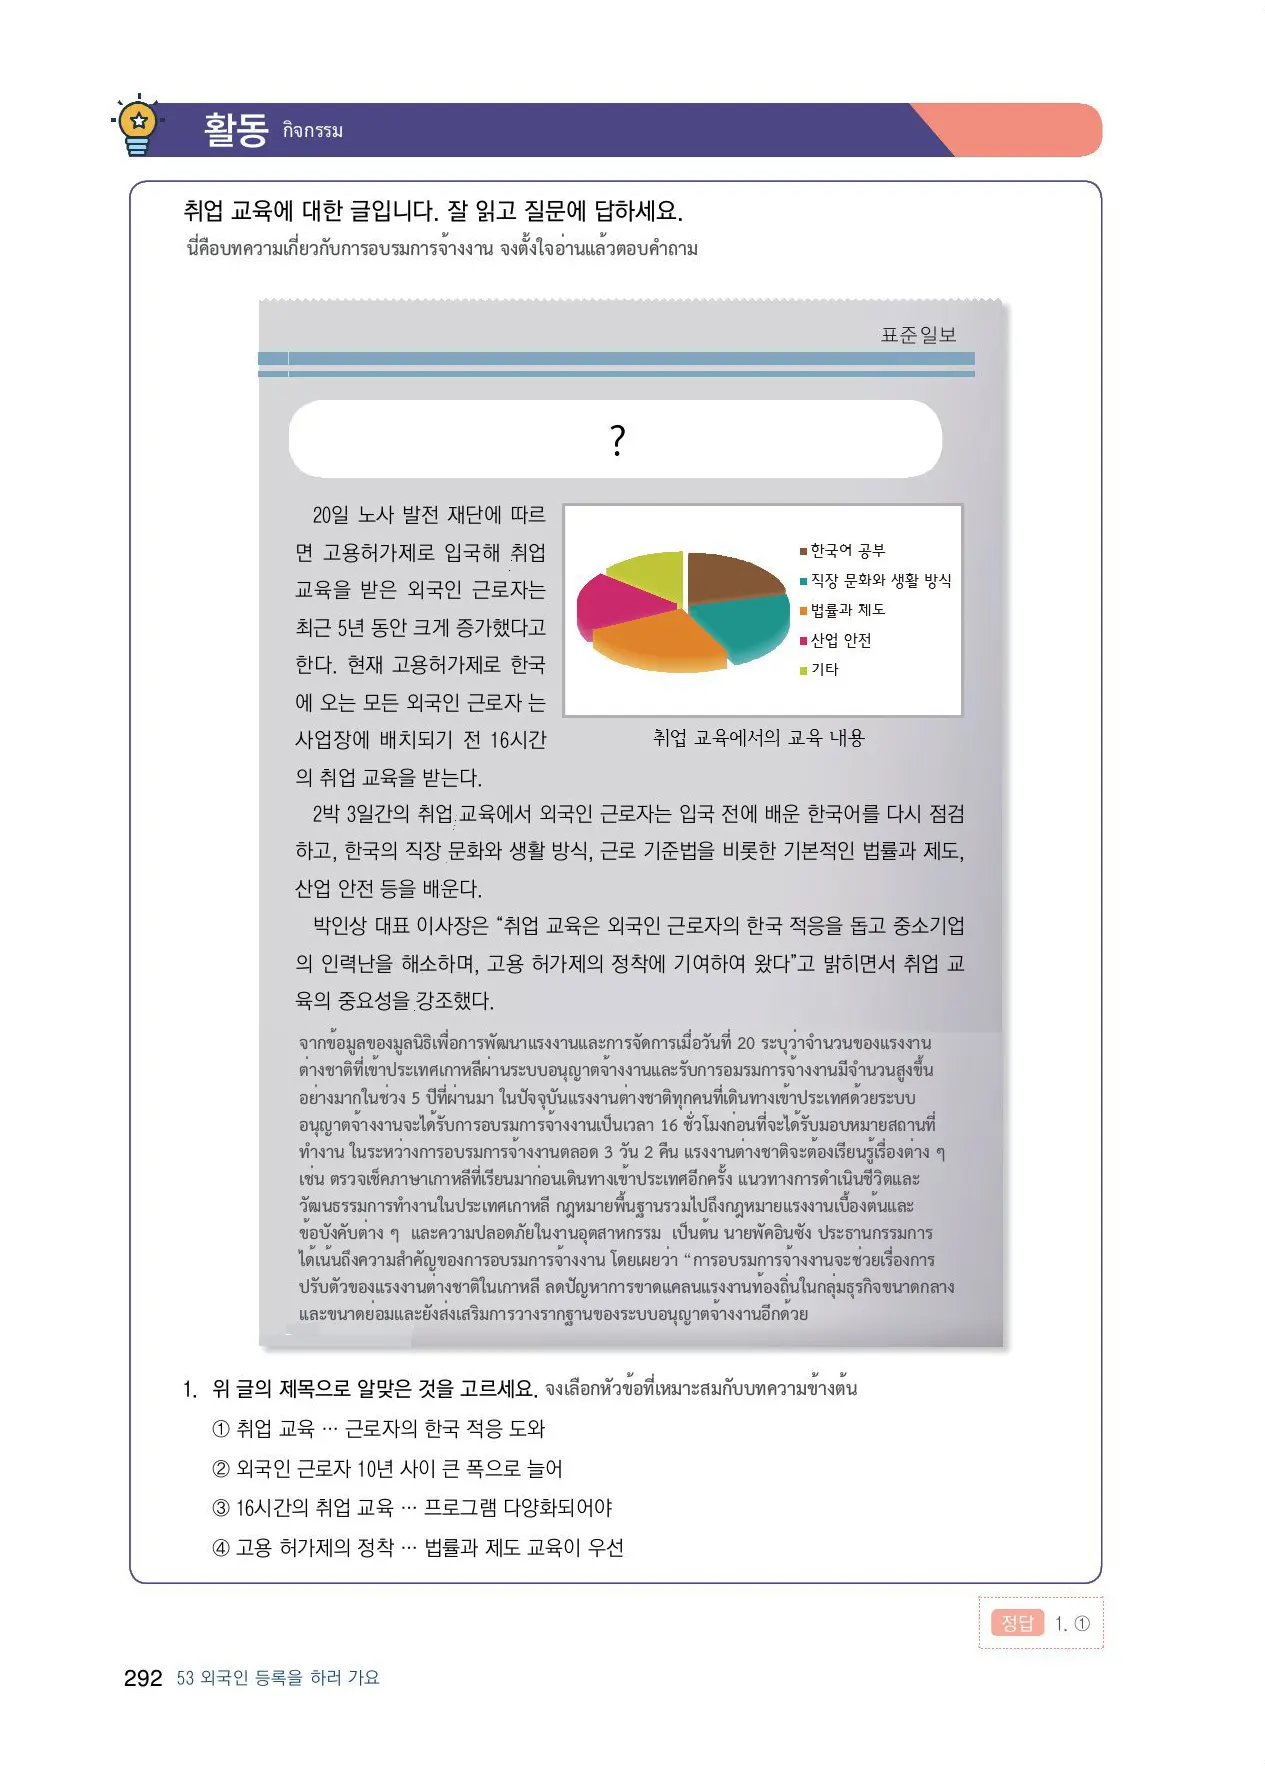 활동 กิจกรรม
취업 교육에 대한 글입니다. 잘 읽고 질문에 답하세요.
นี่คือบทความเกี่ยวกับการอบรมการจ้างงาน จงตั้งใจอ่านแล้วตอบคำถาม
표준일보
?
20일 노사 발전 재단에 따르
면 고용허가제로 입국해 취업
교육을 받은 외국인 근로자는
최근 5년 동안 크게 증가했다고
한다. 현재 고용허가제로 한국
에 오는 모든 외국인 근로자 는
사업장에 배치되기 전 16시간
의 취업 교육을 받는다.
한국어 공부
직장 문화와 생활 방식
법률과 제도
산업 안전
기타
취업 교육에서의 교육 내용
2박 3일간의 취업 교육에서 외국인 근로자는 입국 전에 배운 한국어를 다시 점검
하고, 한국의 직장 문화와 생활 방식, 근로 기준법을 비롯한 기본적인 법률과 제도,
산업 안전 등을 배운다.
박인상 대표 이사장은 “취업 교육은 외국인 근로자의 한국 적응을 돕고 중소기업
의 인력난을 해소하며, 고용 허가제의 정착에 기여하여 왔다”고 밝히면서 취업 교
육의 중요성을 강조했다.
จากข้อมูลของมูลนิธิเพื่อการพัฒนาแรงงานและการจัดการเมื่อวันที่ 20 ระบุว่าจำนวนของแรงงาน
ต่างชาติที่เข้าประเทศเกาหลีผ่านระบบอนุญาตจ้างงานและรับการอมรมการจ้างงานมีจำนวนสูงขึ้น
อย่างมากในช่วง 5 ปีที่ผ่านมา ในปัจจุบันแรงงานต่างชาติทุกคนที่เดินทางเข้าประเทศด้วยระบบ
อนุญาตจ้างงานจะได้รับการอบรมการจ้างงานเป็นเวลา 16 ชั่วโมงก่อนที่จะได้รับมอบหมายสถานที่
ทำงาน ในระหว่างการอบรมการจ้างงานตลอด 3 วัน 2 คืน แรงงานต่างชาติจะต้องเรียนรู้เรื่องต่าง ๆ
เช่น ตรวจเช็คภาษาเกาหลีที่เรียนมาก่อนเดินทางเข้าประเทศอีกครั้ง แนวทางการดำเนินชีวิตและ
วัฒนธรรมการทำงานในประเทศเกาหลี กฎหมายพื้นฐานรวมไปถึงกฎหมายแรงงานเบื้องต้นและ
ข้อบังคับต่าง ๆ และความปลอดภัยในงานอุตสาหกรรม เป็นต้น นายพัคอินซัง ประธานกรรมการ
ได้เน้นถึงความสำคัญของการอบรมการจ้างงาน โดยเผยว่า “การอบรมการจ้างงานจะช่วยเรื่องการ
ปรับตัวของแรงงานต่างชาติในเกาหลี ลดปัญหาการขาดแคลนแรงงานท้องถิ่นในกลุ่มธุรกิจขนาดกลาง
และขนาดย่อมและยังส่งเสริมการวางรากฐานของระบบอนุญาตจ้างงานอีกด้วย
1. 위 글의 제목으로 알맞은 것을 고르세요. จงเลือกหัวข้อที่เหมาะสมกับบทความข้างต้น
① 취업 교육 … 근로자의 한국 적응 도와
② 외국인 근로자 10년 사이 큰 폭으로 늘어
③ 16시간의 취업 교육 … 프로그램 다양화되어야
④ 고용 허가제의 정착 … 법률과 제도 교육이 우선
정답 1. ①
292 53 외국인 등록을 하러 가요